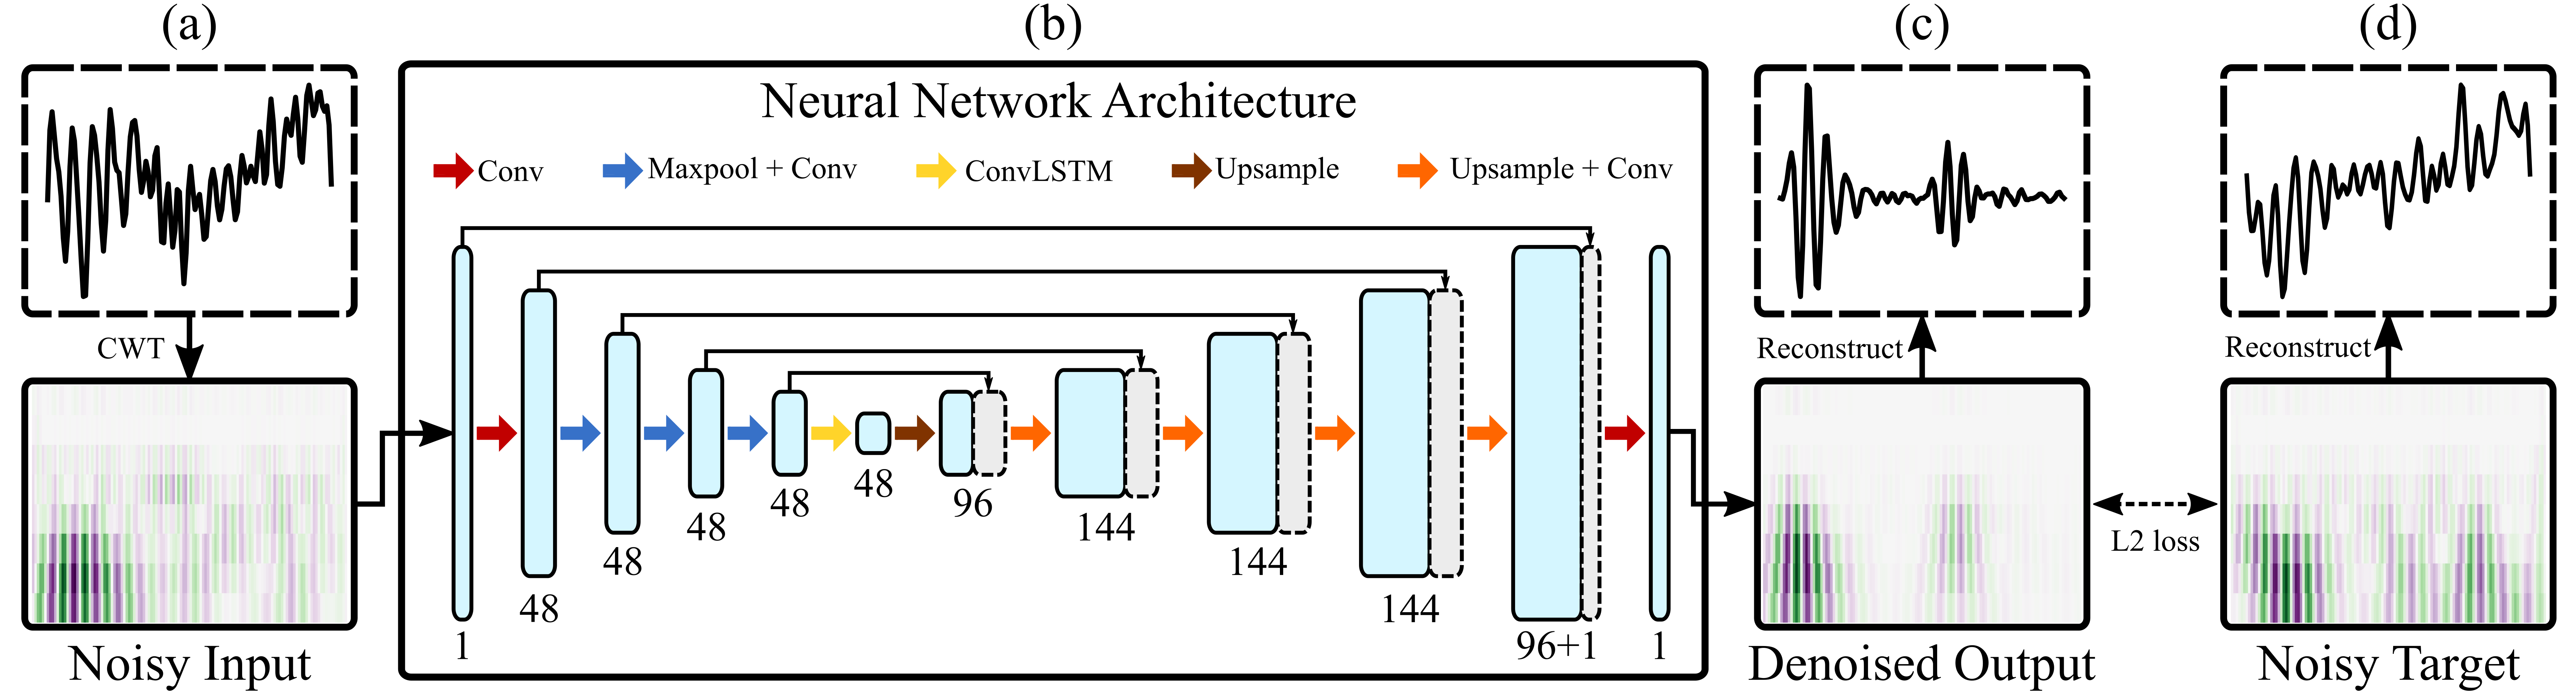 (a)
(b)
(c)
(d)
Neural Network Architecture
Conv
Maxpool + Conv
ConvLSTM
Upsample
Upsample + Conv
CWT
Reconstruct
Reconstruct
1
48
48
48
48
48
96
144
144
144
96+1
1
L2 loss
Noisy Input
Denoised Output
Noisy Target